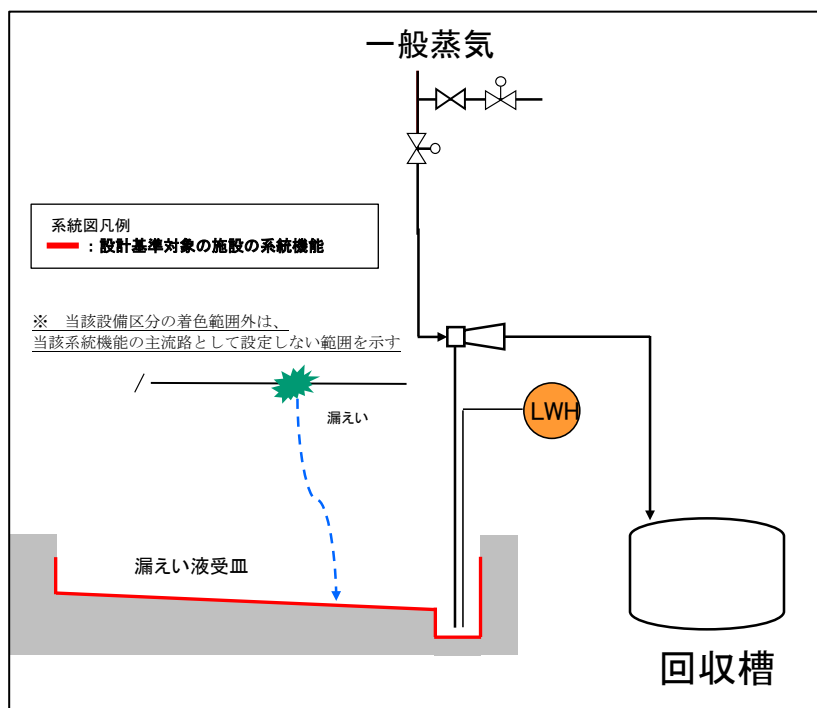 一般蒸気
系統図凡例
：設計基準対象の施設の系統機能
※　当該設備区分の着色範囲外は、
当該系統機能の主流路として設定しない範囲を示す
漏えい
LWH
漏えい液受皿
回収槽